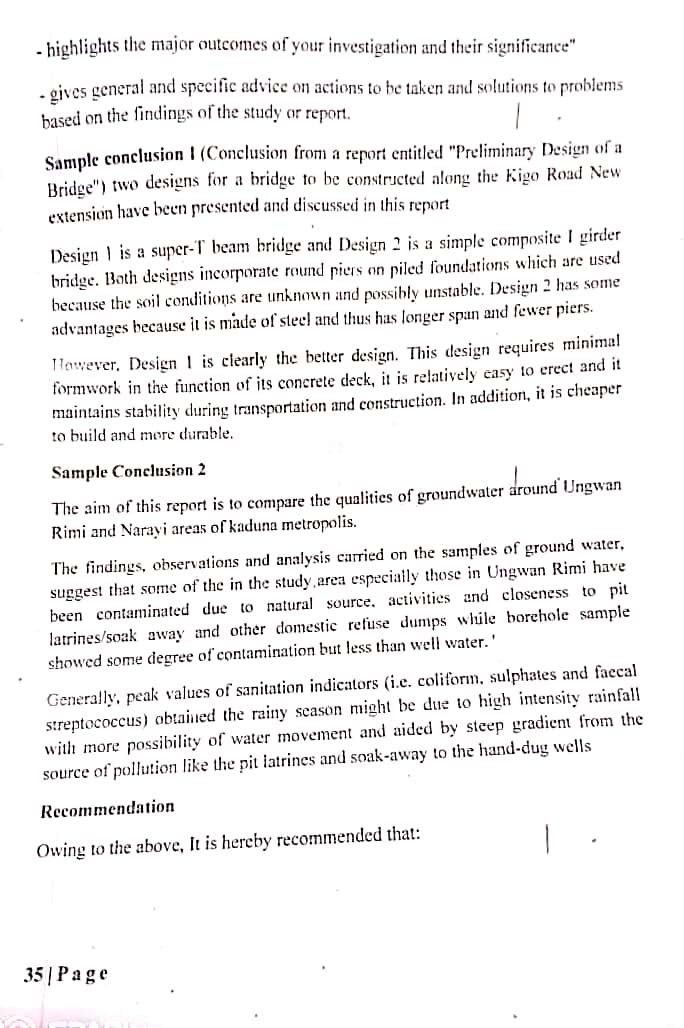 - highlights the major outcomes of your investigation and their significance"
- gives general and specific advice on actions to be taken and solutions to problems
based on the findings of the study or report.
Sample conclusion I (Conclusion from a report entitled "Preliminary Design of a
Bridge") two designs for a bridge to be constructed along the Kigo Road New
extension have been presented and discussed in this report
Design 1 is a super-T beam bridge and Design 2 is a simple composite I girder
bridge. Both designs incorporate round piers on piled foundations which are used
because the soil conditions are unknown and possibly unstable. Design 2 has some
advantages because it is made of steel and thus has longer span and fewer piers.
However, Design 1 is clearly the better design. This design requires minimal
formwork in the function of its concrete deck, it is relatively easy to erect and it
maintains stability during transportation and construction. In addition, it is cheaper
to build and more durable.
Sample Conclusion 2
The aim of this report is to compare the qualities of groundwater around Ungwan
Rimi and Narayi areas of kaduna metropolis.
The findings, observations and analysis carried on the samples of ground water,
suggest that some of the in the study area especially those in Ungwan Rimi have
been contaminated due to natural source, activities and closeness to pit
latrines/soak away and other domestic refuse dumps while borehole sample
showed some degree of contamination but less than well water.'
Generally, peak values of sanitation indicators (i.e. coliform, sulphates and faecal
streptococcus) obtained the rainy season might be due to high intensity rainfall
with more possibility of water movement and aided by steep gradient from the
source of pollution like the pit latrines and soak-away to the hand-dug wells
Recommendation
Owing to the above, It is hereby recommended that:
35 | Page